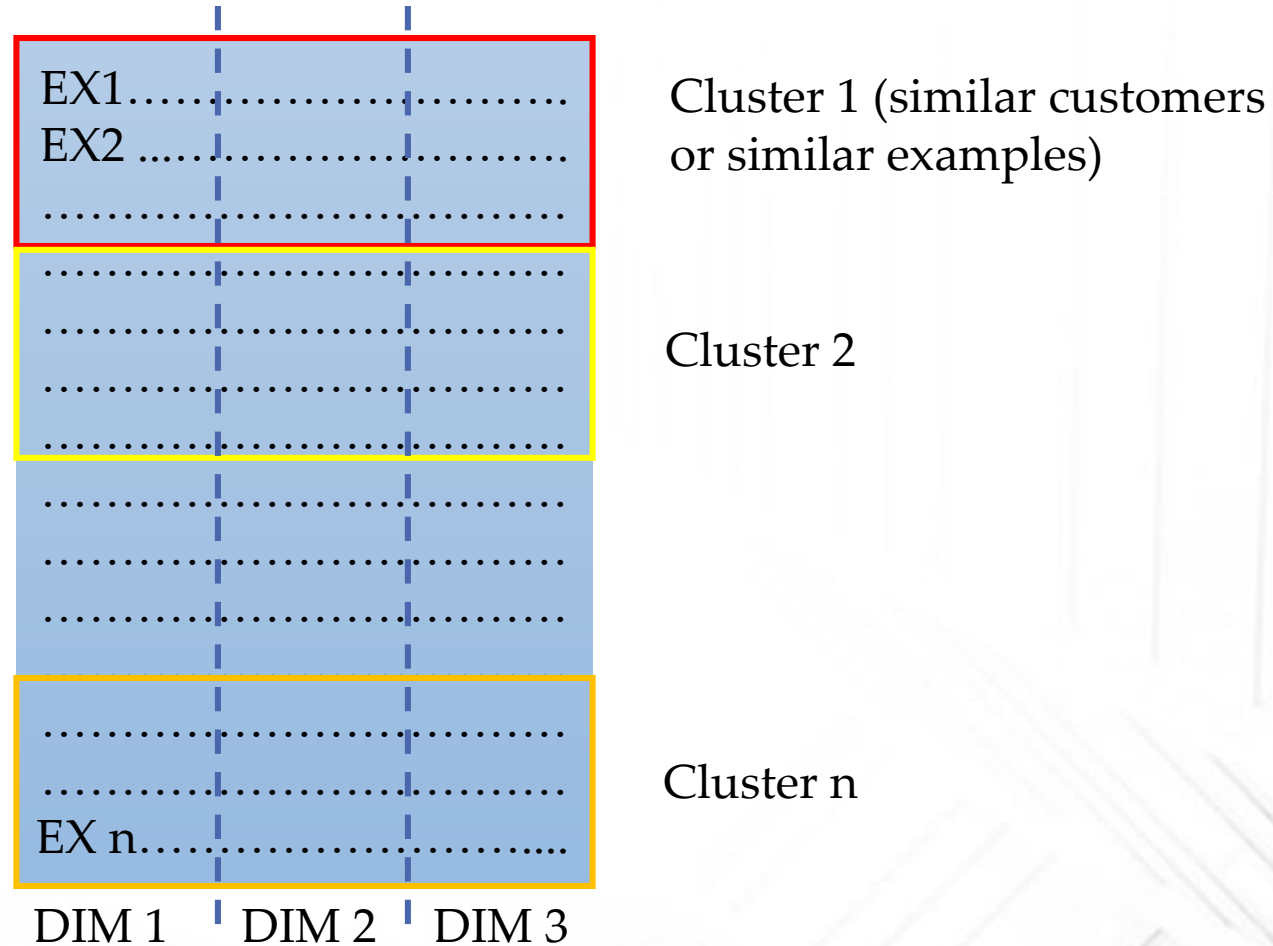 EX1…………………………….
EX2 ...………………………….
………………………………
………………………………
………………………………
………………………………
………………………………
………………………………
………………………………
………………………………
………………………………
………………………………
………………………………
EX n……………………….....
DIM 1 DIM 2 DIM 3
Cluster 1 (similar customers
or similar examples)
Cluster 2
Cluster n